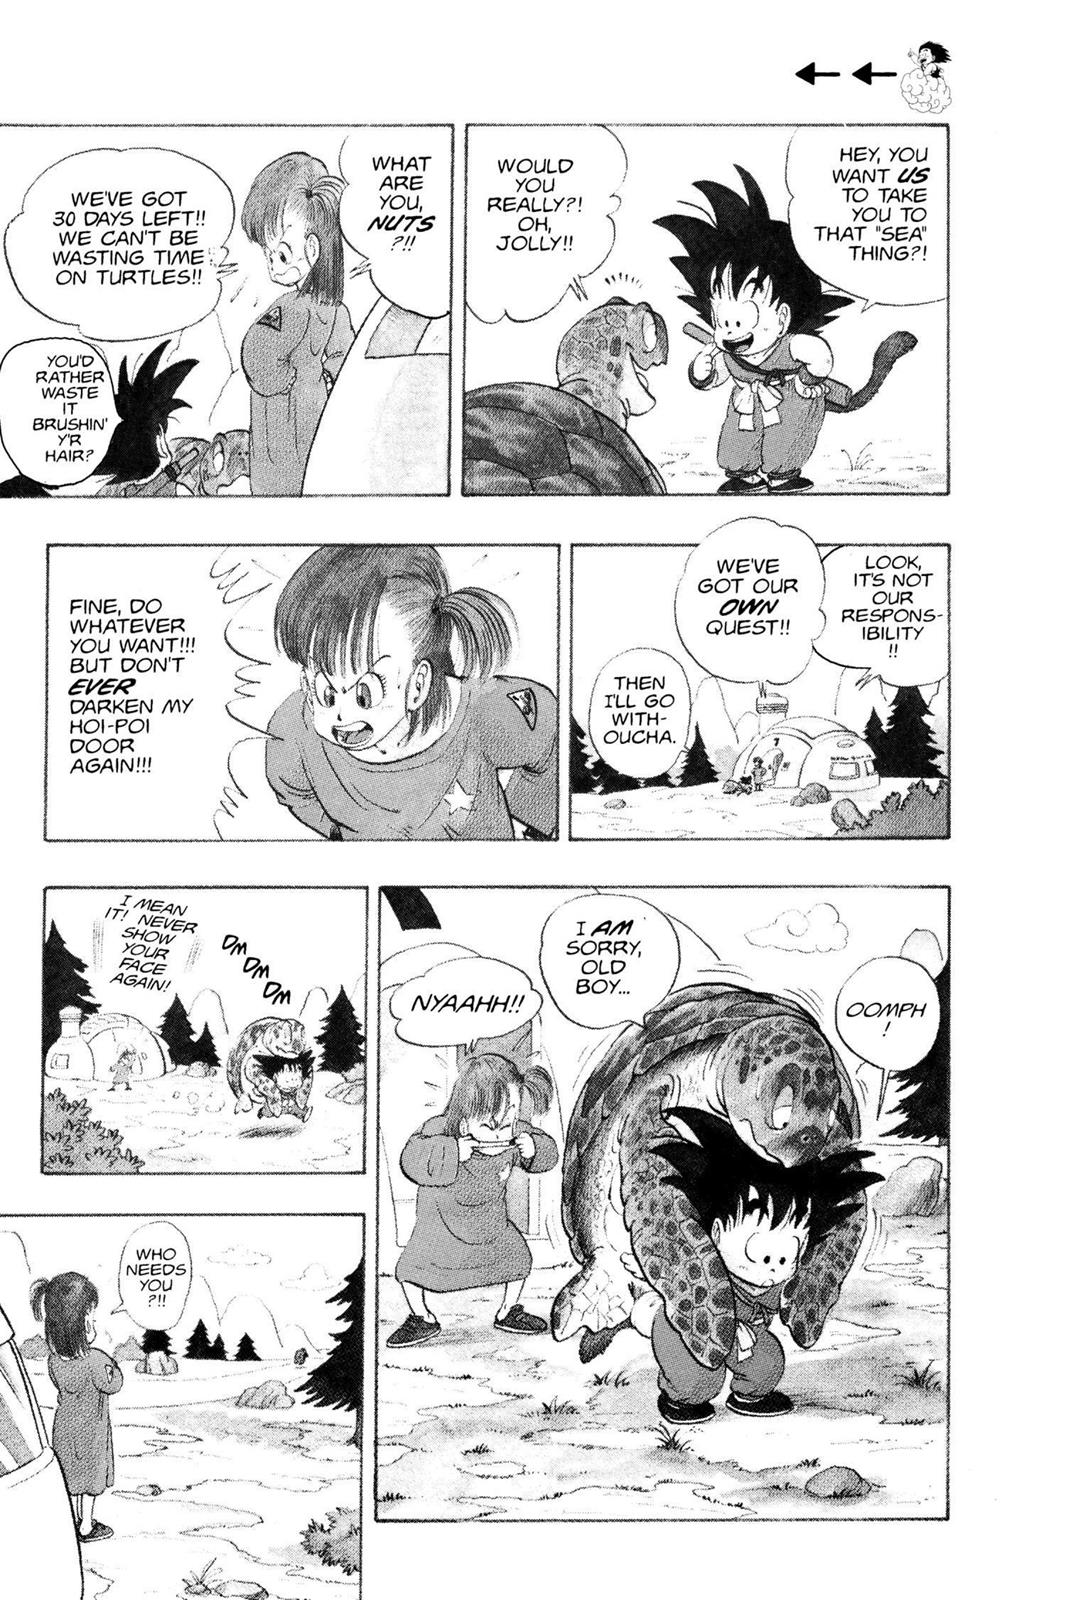 HEY, YOU
WANT US
TO TAKE
YOU TO
THAT "SEA"
THING?!
WOULD
YOU
REALLY?!
OH,
JOLLY!!
WHAT
ARE
YOU,
NUTS
?!!
WE'VE GOT
30 DAYS LEFT!!
WE CAN'T BE
WASTING TIME
ON TURTLES!!
YOU'D
RATHER
WASTE
IT
BRUSHIN'
Y'R
HAIR?
LOOK,
IT'S NOT
OUR
RESPONS-
IBILITY
!!
WE'VE
GOT OUR
OWN
QUEST!!
THEN
I'LL GO
WITH-
OUCHA.
FINE, DO
WHATEVER
YOU WANT!!!
BUT DON'T
EVER
DARKEN MY
HOI-POI
DOOR
AGAIN!!!
OOMPH
!
I AM
SORRY,
OLD
BOY...
NYAAHH!!
DM
DM
DM
I MEAN
IT! NEVER
SHOW
YOUR
FACE
AGAIN!
WHO
NEEDS
YOU
?!!